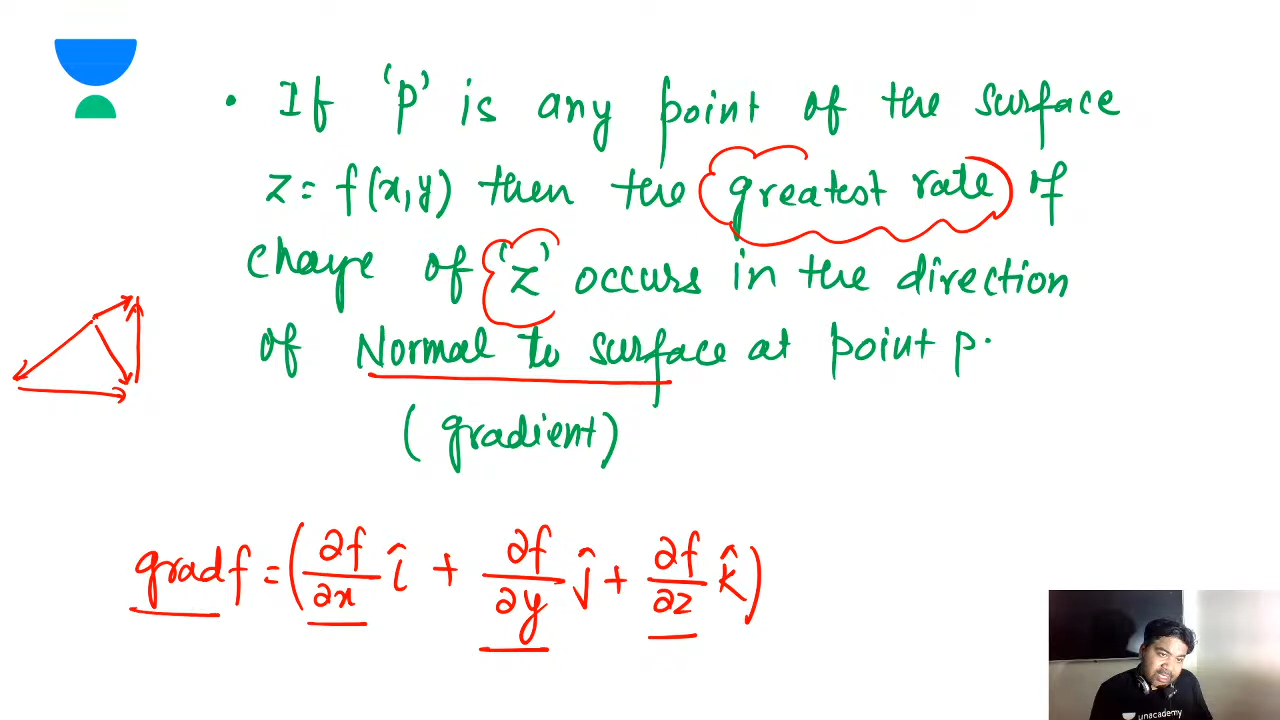 • If 'P' is any point of the surface
z = f(x,y) then the greatest rate of
change of 'z' occurs in the direction
of Normal to surface at point p.
(gradient)
grad f = (∂f/∂x î + ∂f/∂y ĵ + ∂f/∂z k̂)
unacademy